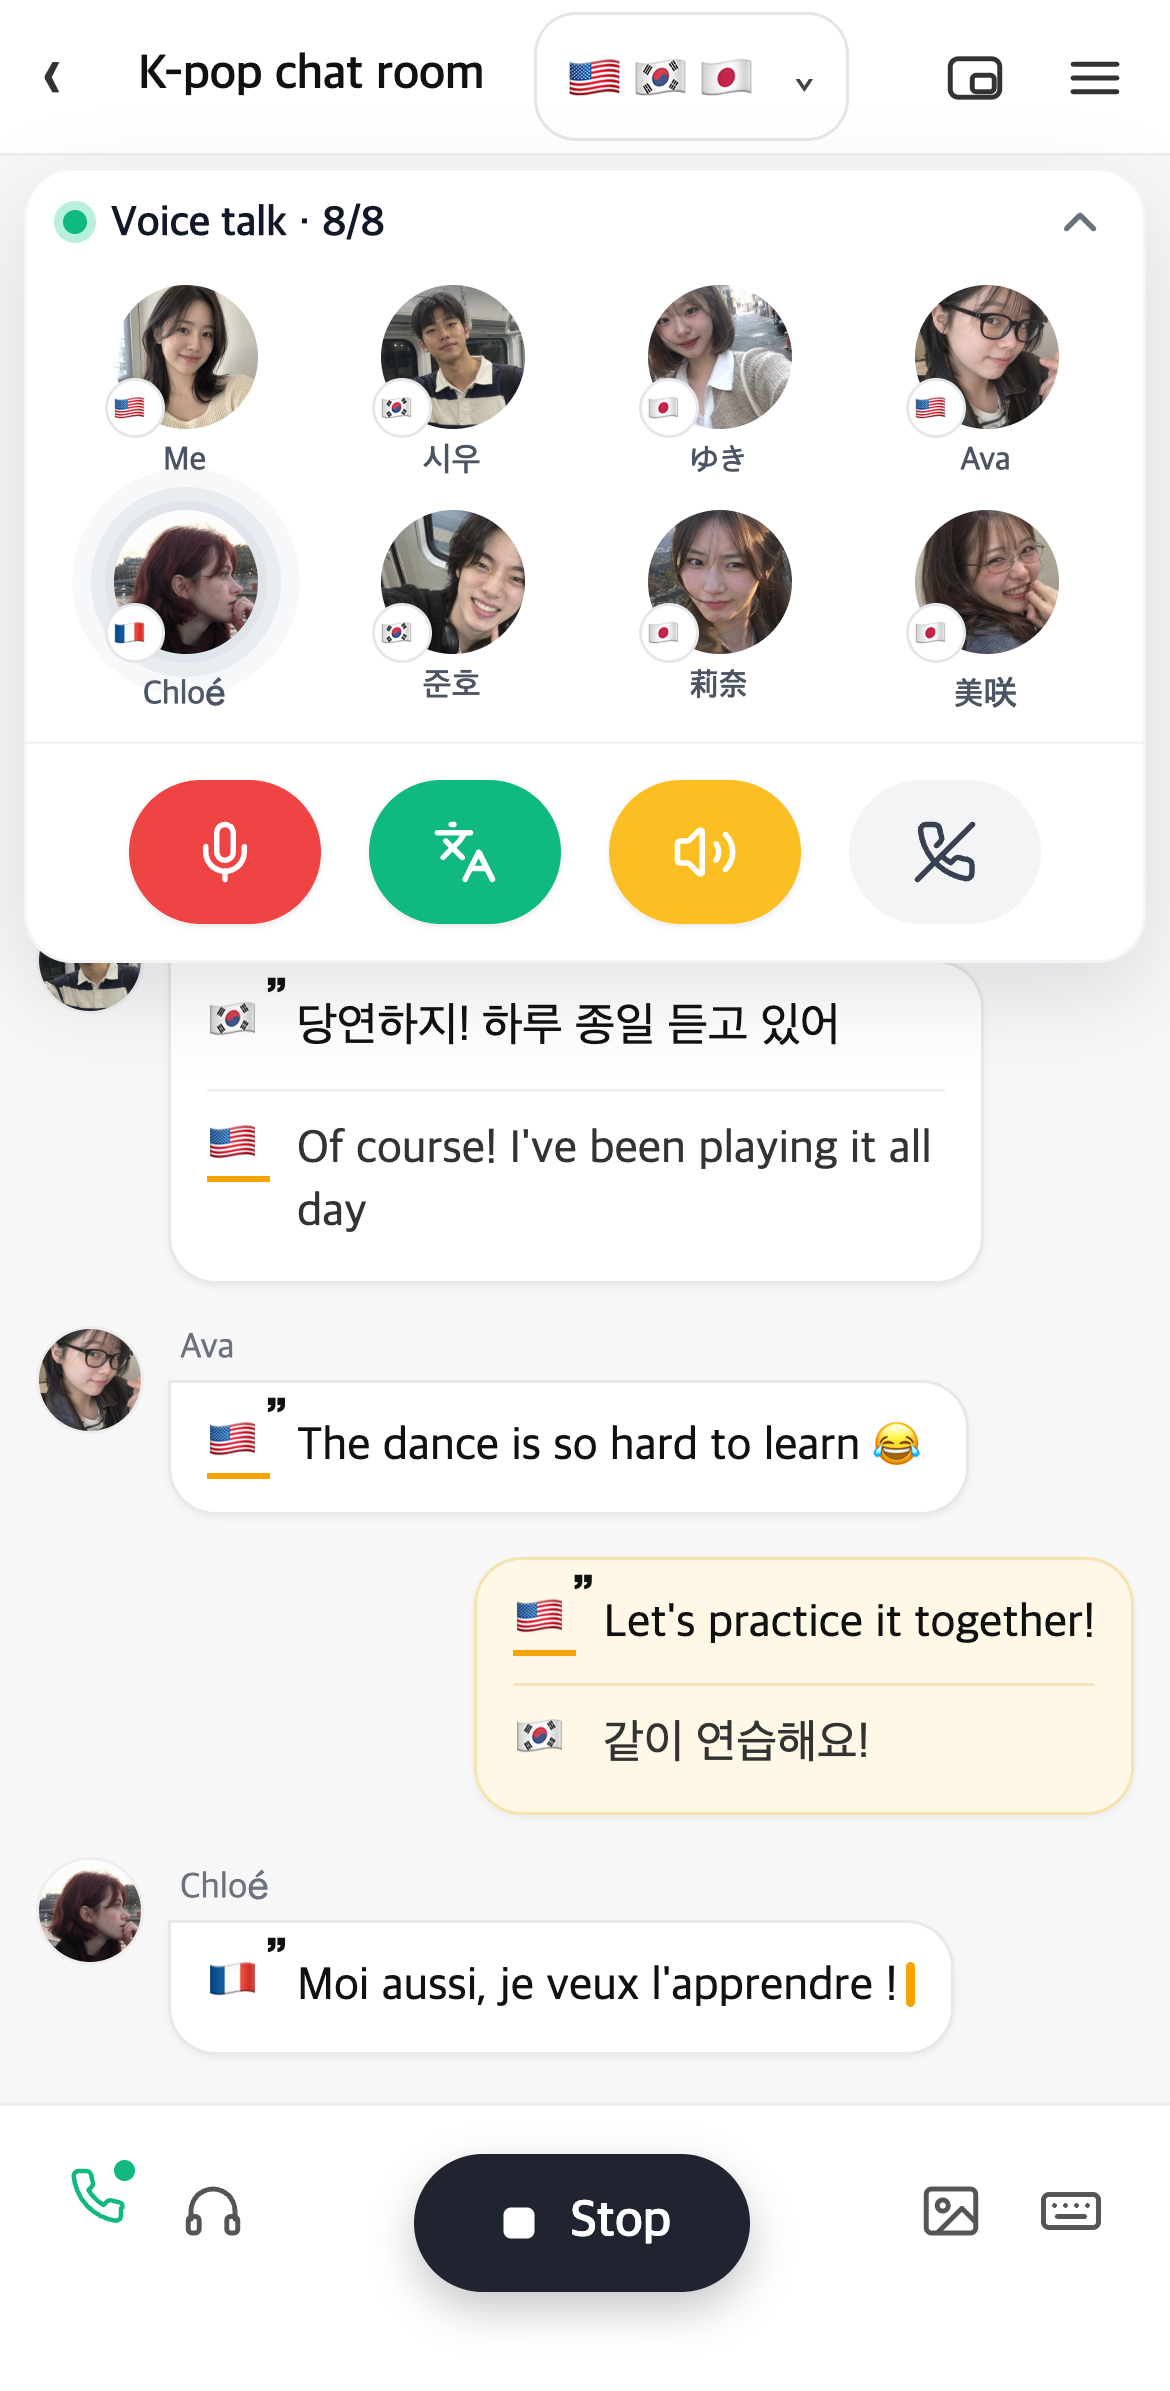 K-pop chat room
Voice talk · 8/8
Me
시우
ゆき
Ava
Chloé
준호
莉奈
美咲
당연하지! 하루 종일 듣고 있어
Of course! I've been playing it all
day
Ava
The dance is so hard to learn 😂
Let's practice it together!
같이 연습해요!
Chloé
Moi aussi, je veux l'apprendre !
Stop